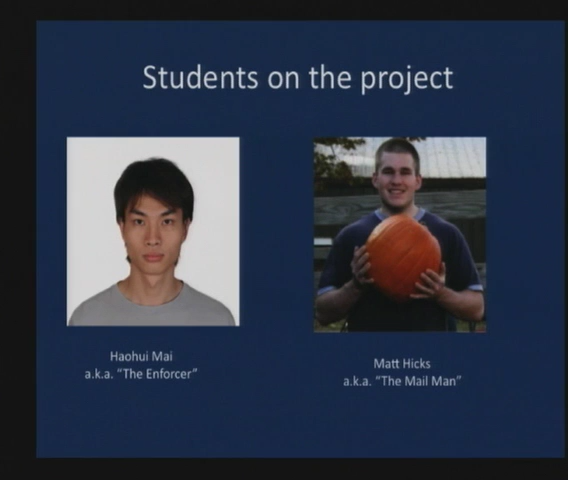 Students on the project
Haohui Mai
a.k.a. “The Enforcer”
Matt Hicks
a.k.a. “The Mail Man”